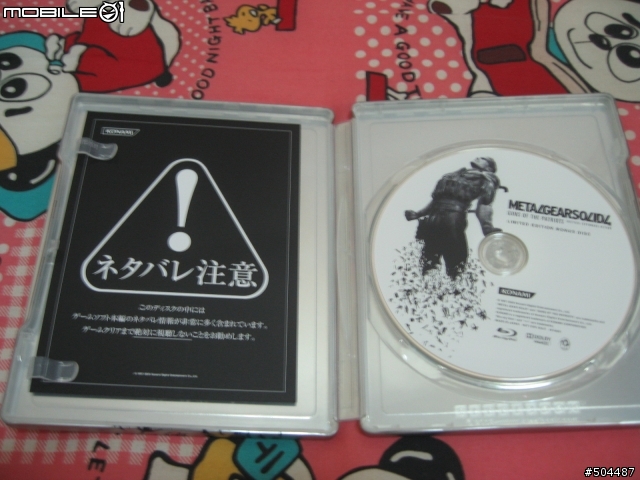 MOBILE01
GOOD NIGHT
KONAMI
ネタバレ注意
このディスクの中には
ゲームソフト本編のネタバレ情報が非常に多く含まれています。
ゲームクリアまで絶対に視聴しないことをお勧めします。
METAL GEAR SOLID 4
GUNS OF THE PATRIOTS
LIMITED EDITION BONUS DISC
KONAMI
#504487